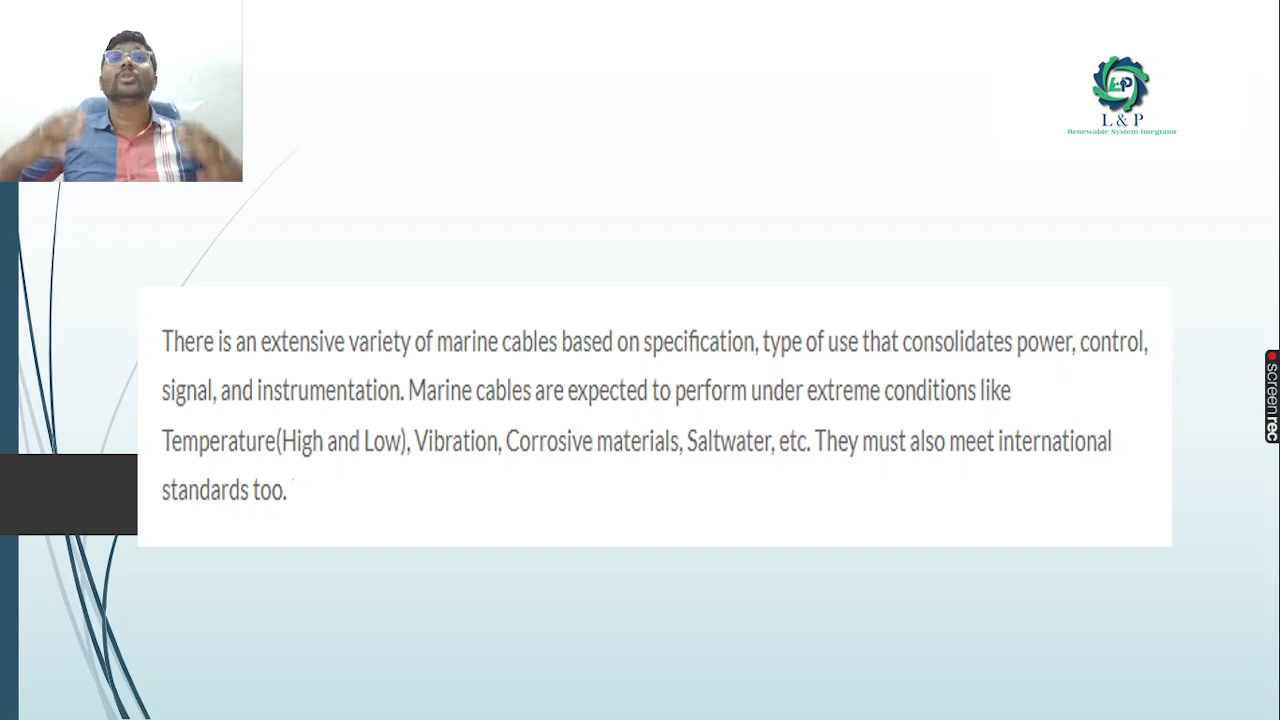 L&P
L & P
Renewable System Integrator
There is an extensive variety of marine cables based on specification, type of use that consolidates power, control,
signal, and instrumentation. Marine cables are expected to perform under extreme conditions like
Temperature(High and Low), Vibration, Corrosive materials, Saltwater, etc. They must also meet international
standards too.
screenrec